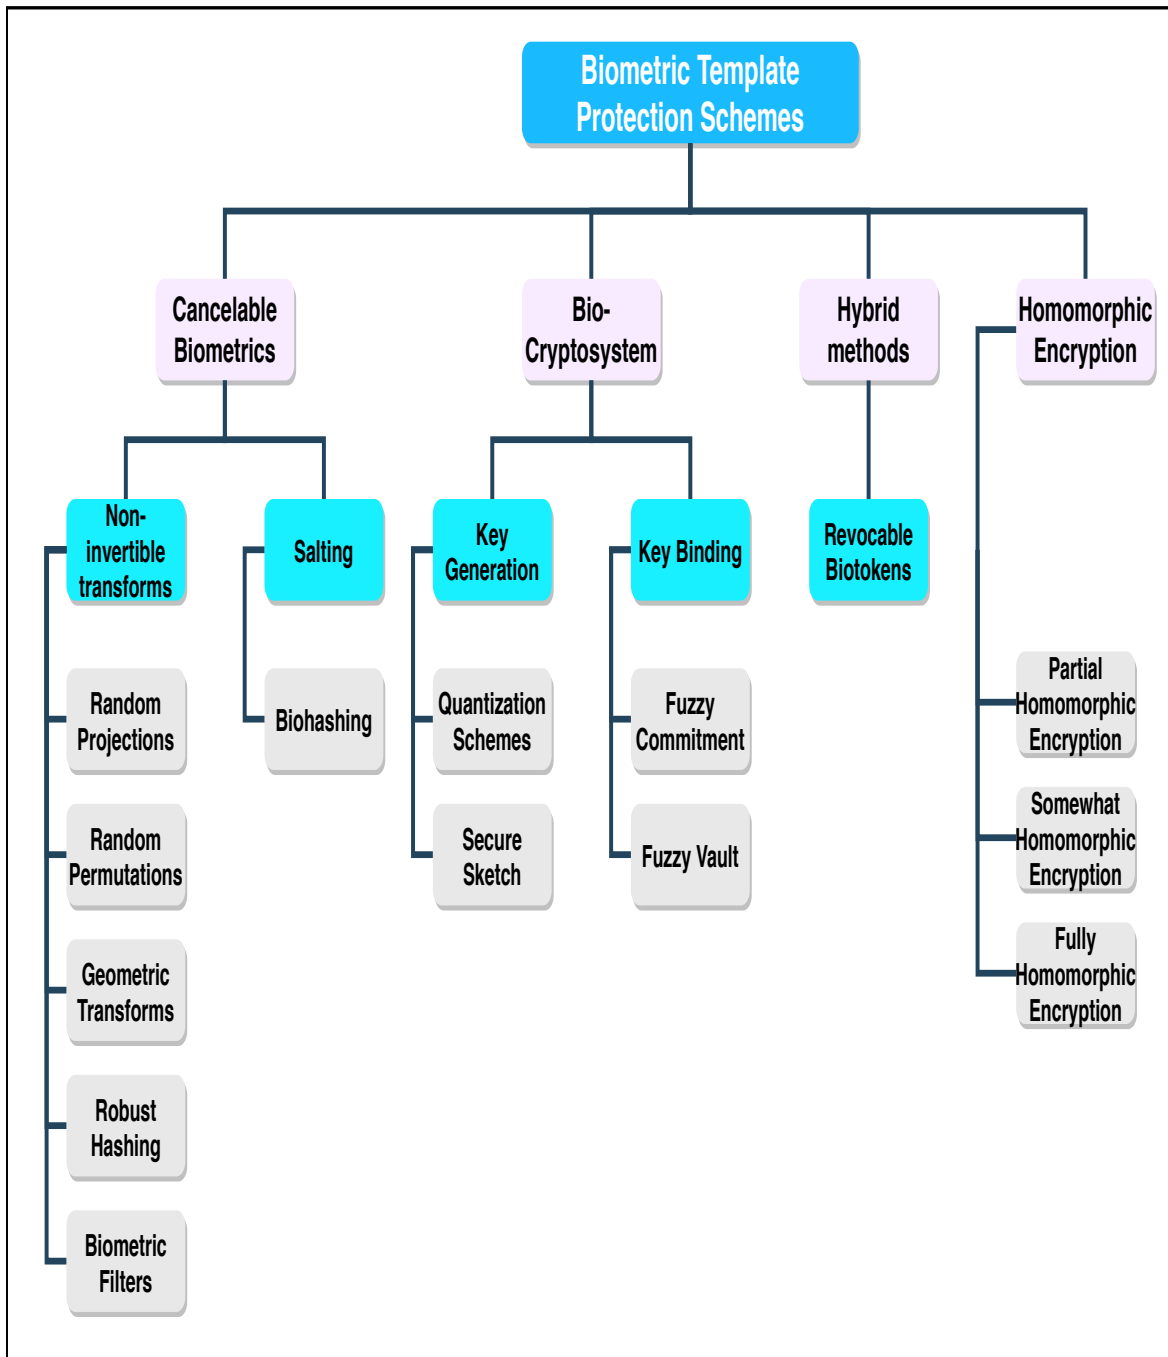 Biometric Template
Protection Schemes
Cancelable
Biometrics
Bio-
Cryptosystem
Hybrid
methods
Homomorphic
Encryption
Non-
invertible
transforms
Salting
Key
Generation
Key Binding
Revocable
Biotokens
Random
Projections
Biohashing
Quantization
Schemes
Fuzzy
Commitment
Partial
Homomorphic
Encryption
Random
Permutations
Secure
Sketch
Fuzzy Vault
Somewhat
Homomorphic
Encryption
Geometric
Transforms
Fully
Homomorphic
Encryption
Robust
Hashing
Biometric
Filters